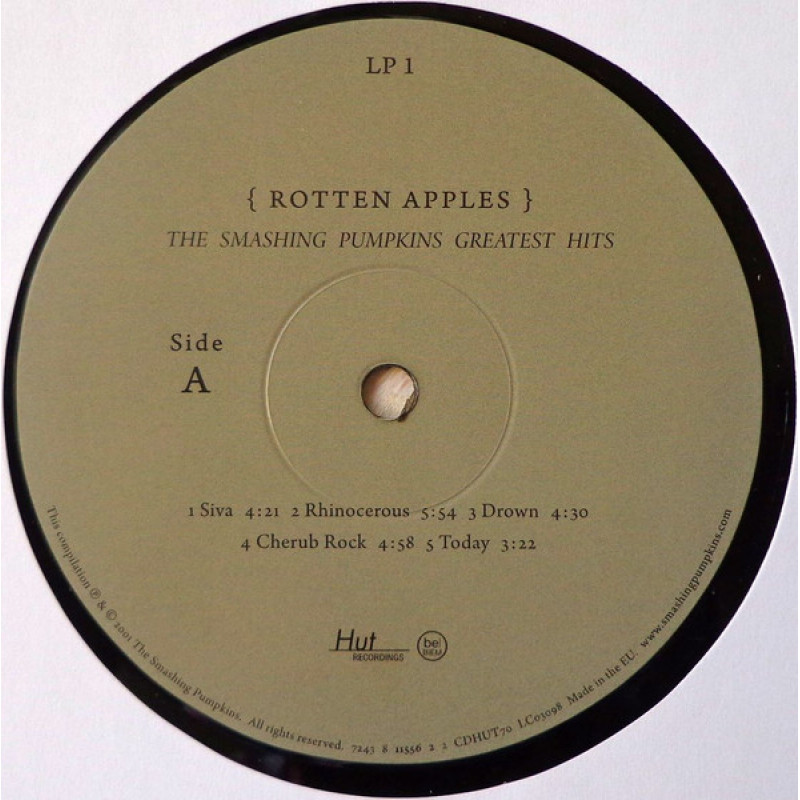 LP 1
{ ROTTEN APPLES }
THE SMASHING PUMPKINS GREATEST HITS
Side
A
1 Siva 4:21 2 Rhinocerous 5:54 3 Drown 4:30
4 Cherub Rock 4:58 5 Today 3:22
Hut
RECORDINGS
This compilation ℗ & © 2001 The Smashing Pumpkins. All rights reserved. 7243 8 11556 2 2 CDHUT70 LC03098 Made in the EU. www.smashingpumpkins.com